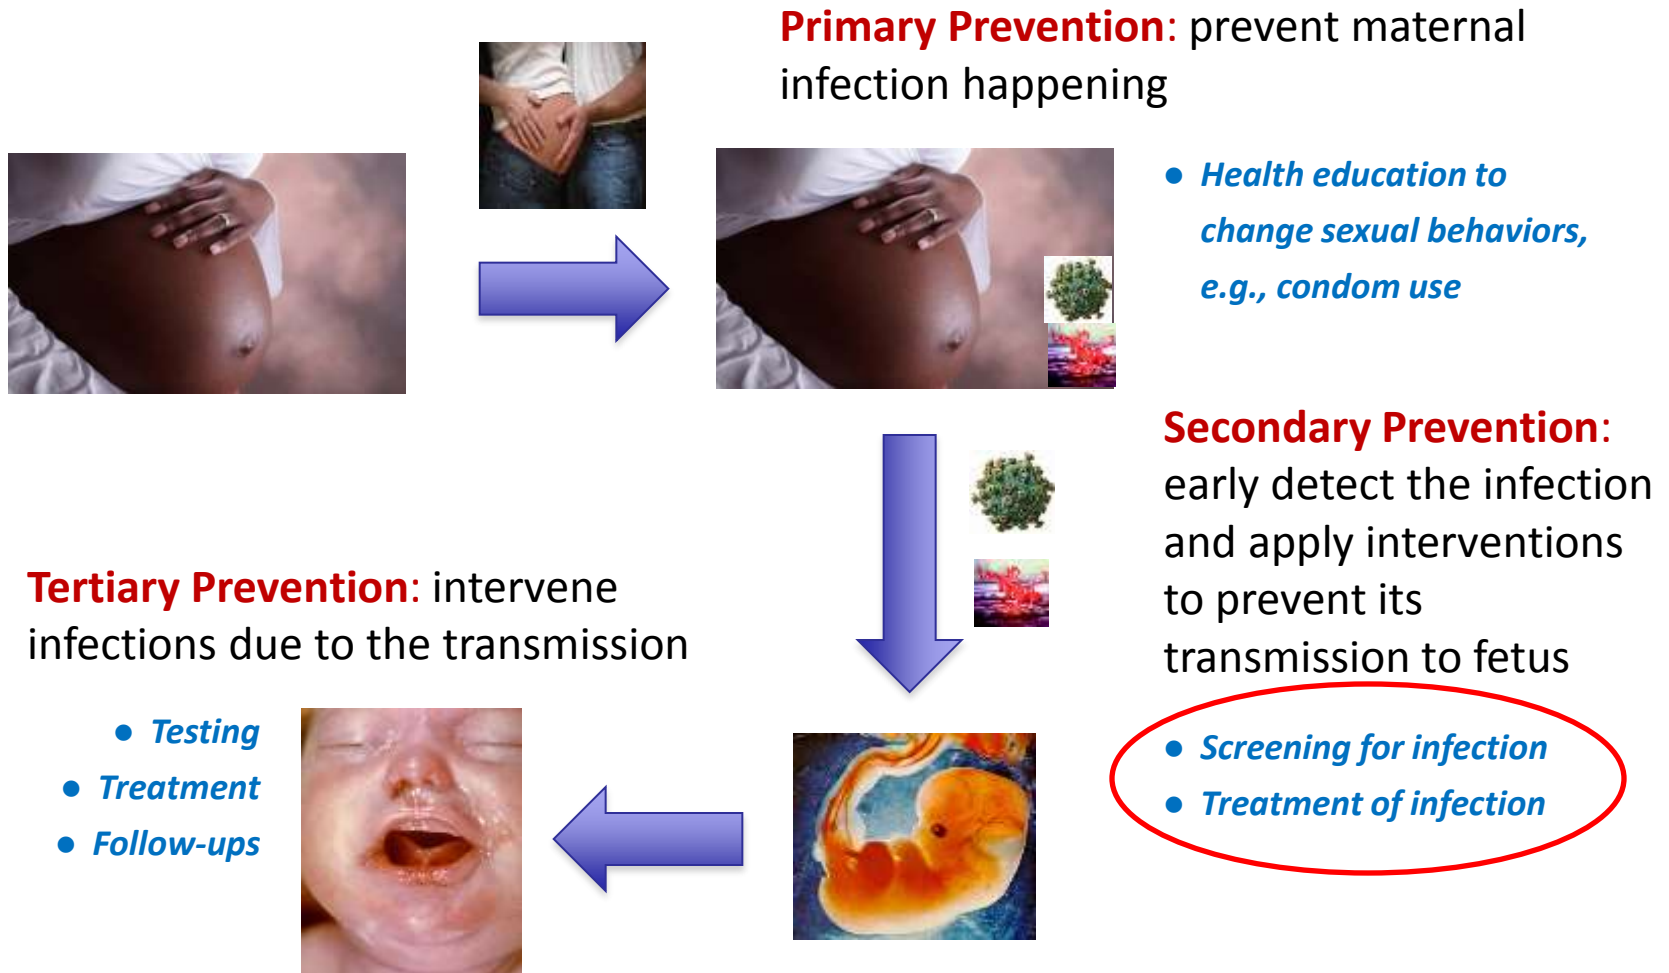 Primary Prevention: prevent maternal
infection happening
● Health education to
change sexual behaviors,
e.g., condom use
Secondary Prevention:
early detect the infection
and apply interventions
to prevent its
transmission to fetus
● Screening for infection
● Treatment of infection
Tertiary Prevention: intervene
infections due to the transmission
● Testing
● Treatment
● Follow-ups